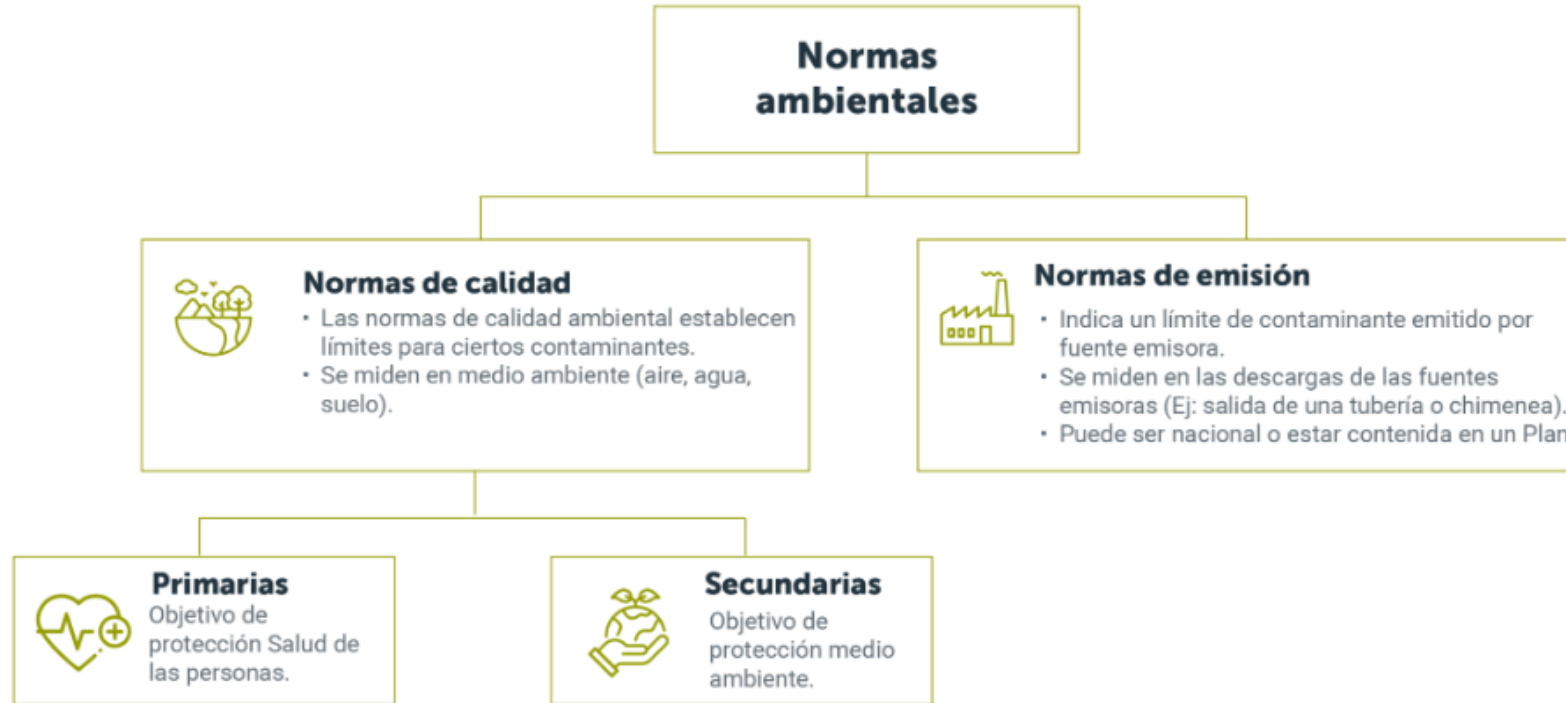 Normas
ambientales
Normas de calidad
• Las normas de calidad ambiental establecen
límites para ciertos contaminantes.
• Se miden en medio ambiente (aire, agua,
suelo).
Normas de emisión
• Indica un límite de contaminante emitido por
fuente emisora.
• Se miden en las descargas de las fuentes
emisoras (Ej: salida de una tubería o chimenea).
• Puede ser nacional o estar contenida en un Plan
Primarias
Objetivo de
protección Salud de
las personas.
Secundarias
Objetivo de
protección medio
ambiente.